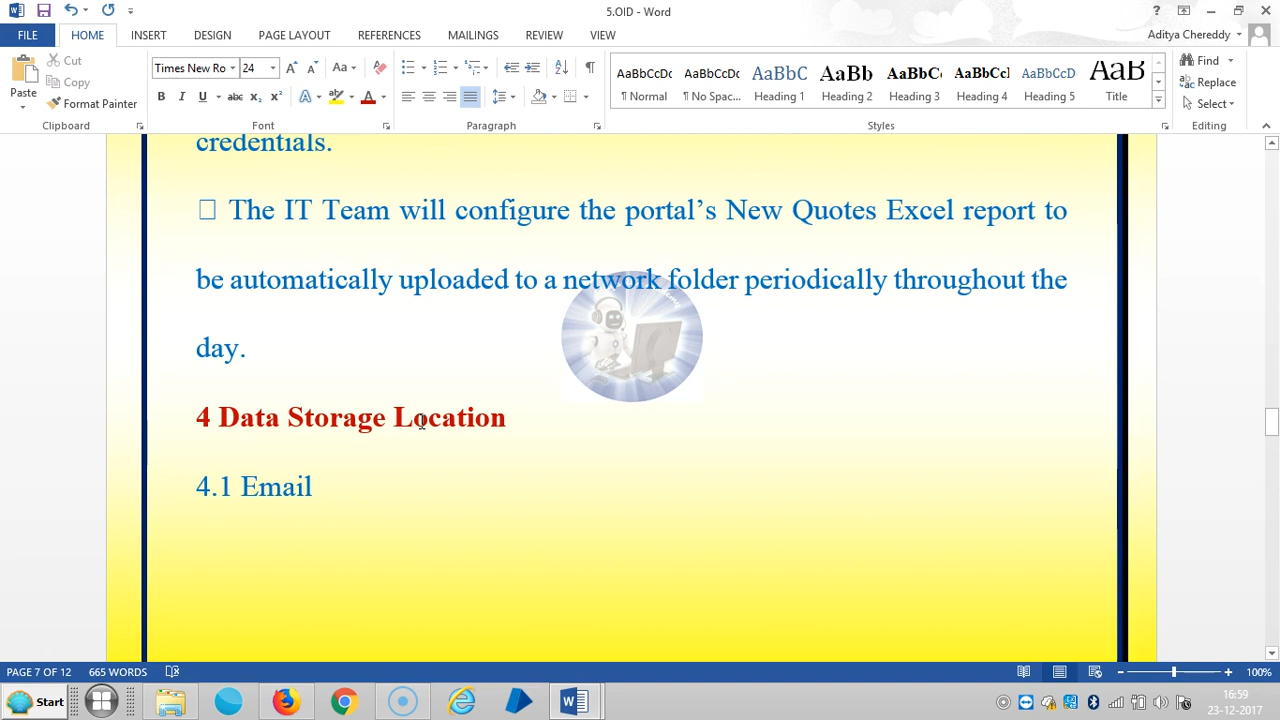 5.OID - Word
FILE HOME INSERT DESIGN PAGE LAYOUT REFERENCES MAILINGS REVIEW VIEW Aditya Chereddy
Paste Cut Copy Format Painter Clipboard
Times New Ro 24 Font
Paragraph
AaBbCcDc ¶ Normal
AaBbCcDc ¶ No Spac...
AaBbC Heading 1
AaBb Heading 2
AaBbC Heading 3
AaBbCcI Heading 4
AaBbCcD Heading 5
AaB Title
Styles
Find Replace Select Editing
credentials.
The IT Team will configure the portal’s New Quotes Excel report to
be automatically uploaded to a network folder periodically throughout the
day.
4 Data Storage Location
4.1 Email
PAGE 7 OF 12 665 WORDS 100%
Start 16:59
23-12-2017